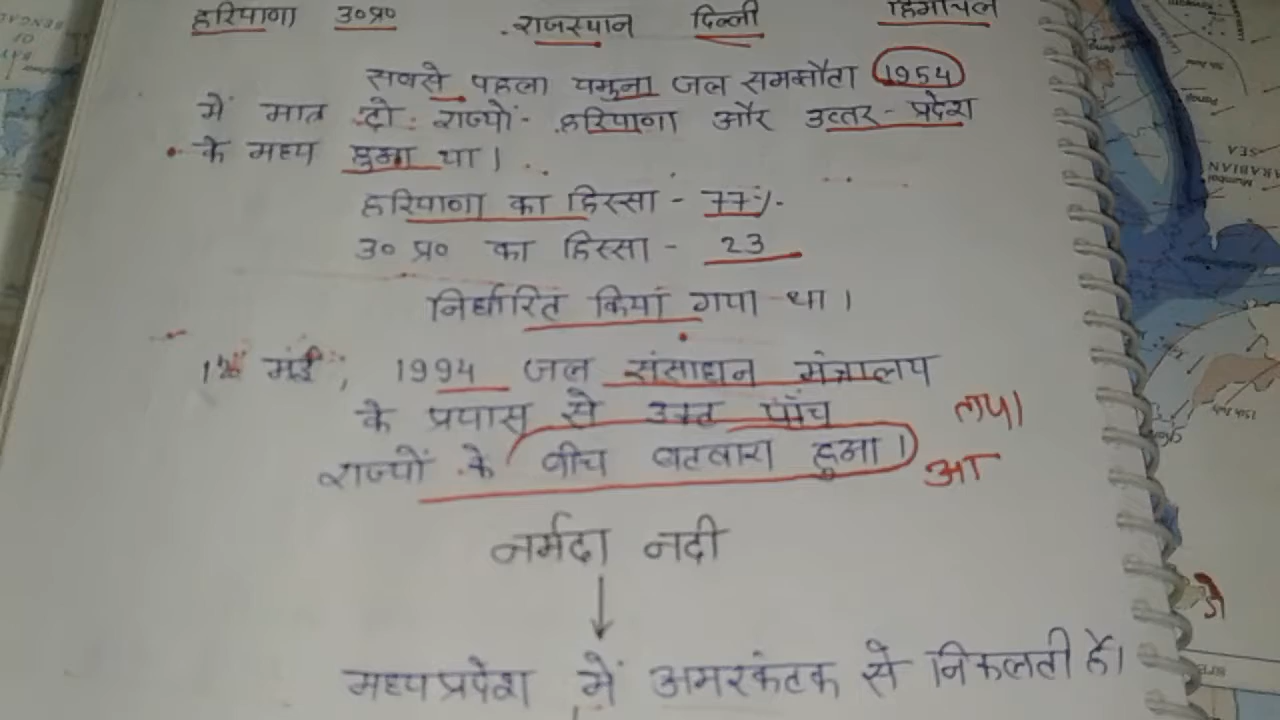 हरियाणा उ०प्र० राजस्थान दिल्ली हिमाचल
सबसे पहला यमुना जल समझौता 1954
में मात्र दो राज्यों - हरियाणा और उत्तर - प्रदेश
के मध्य हुआ था।
हरियाणा का हिस्सा - 77%
उ० प्र० का हिस्सा - 23
निर्धारित किया गया था।
12 मई, 1994 जल संसाधन मंत्रालय
के प्रयास से उक्त पाँच
राज्यों के बीच बटवारा हुआ।
नर्मदा नदी
मध्यप्रदेश में अमरकंटक से निकलती है।